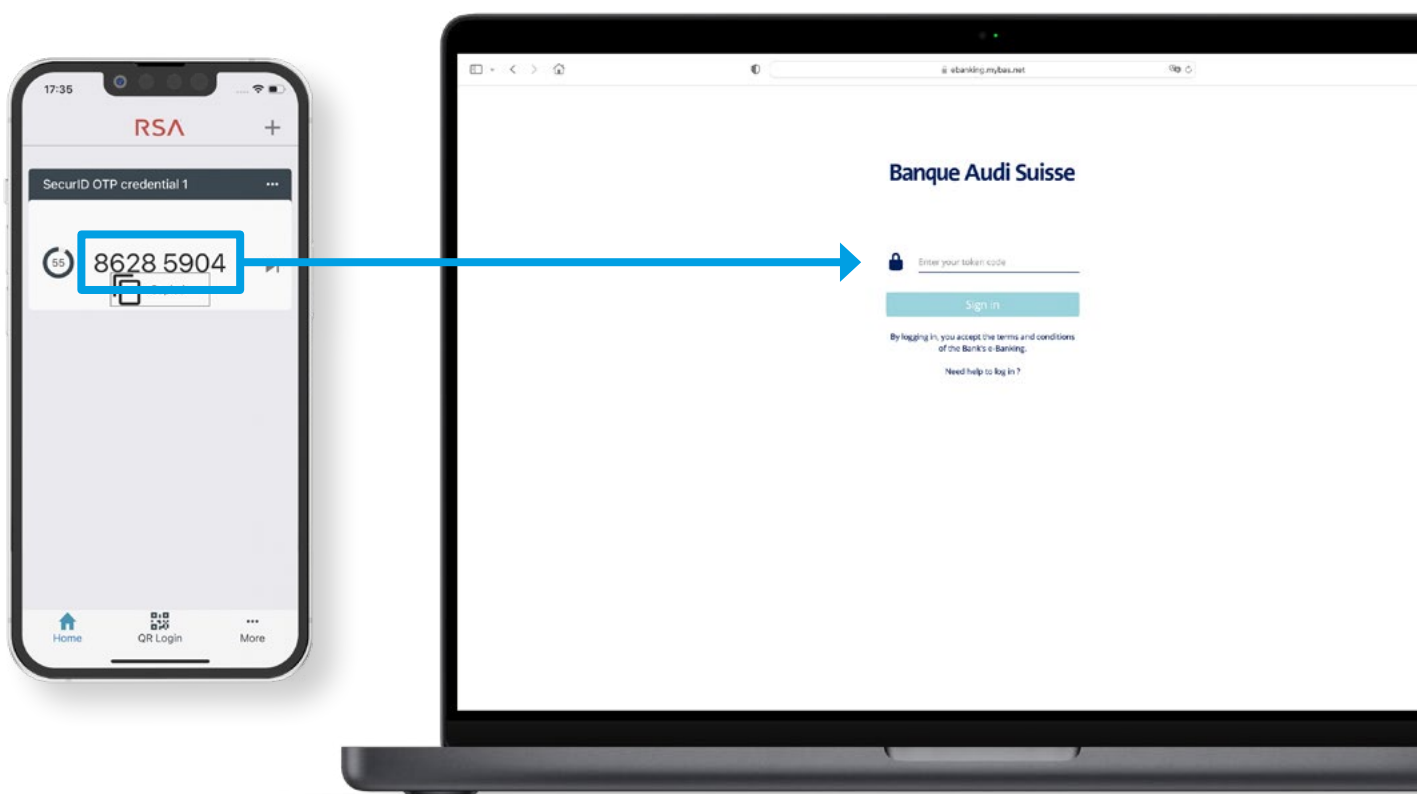 17:35
RSA
SecurID OTP credential 1
55
8628 5904
Home
QR Login
More
ebanking.mybas.net
Banque Audi Suisse
Enter your token code
Sign in
By logging in, you accept the terms and conditions
of the Bank's e-Banking.
Need help to log in ?